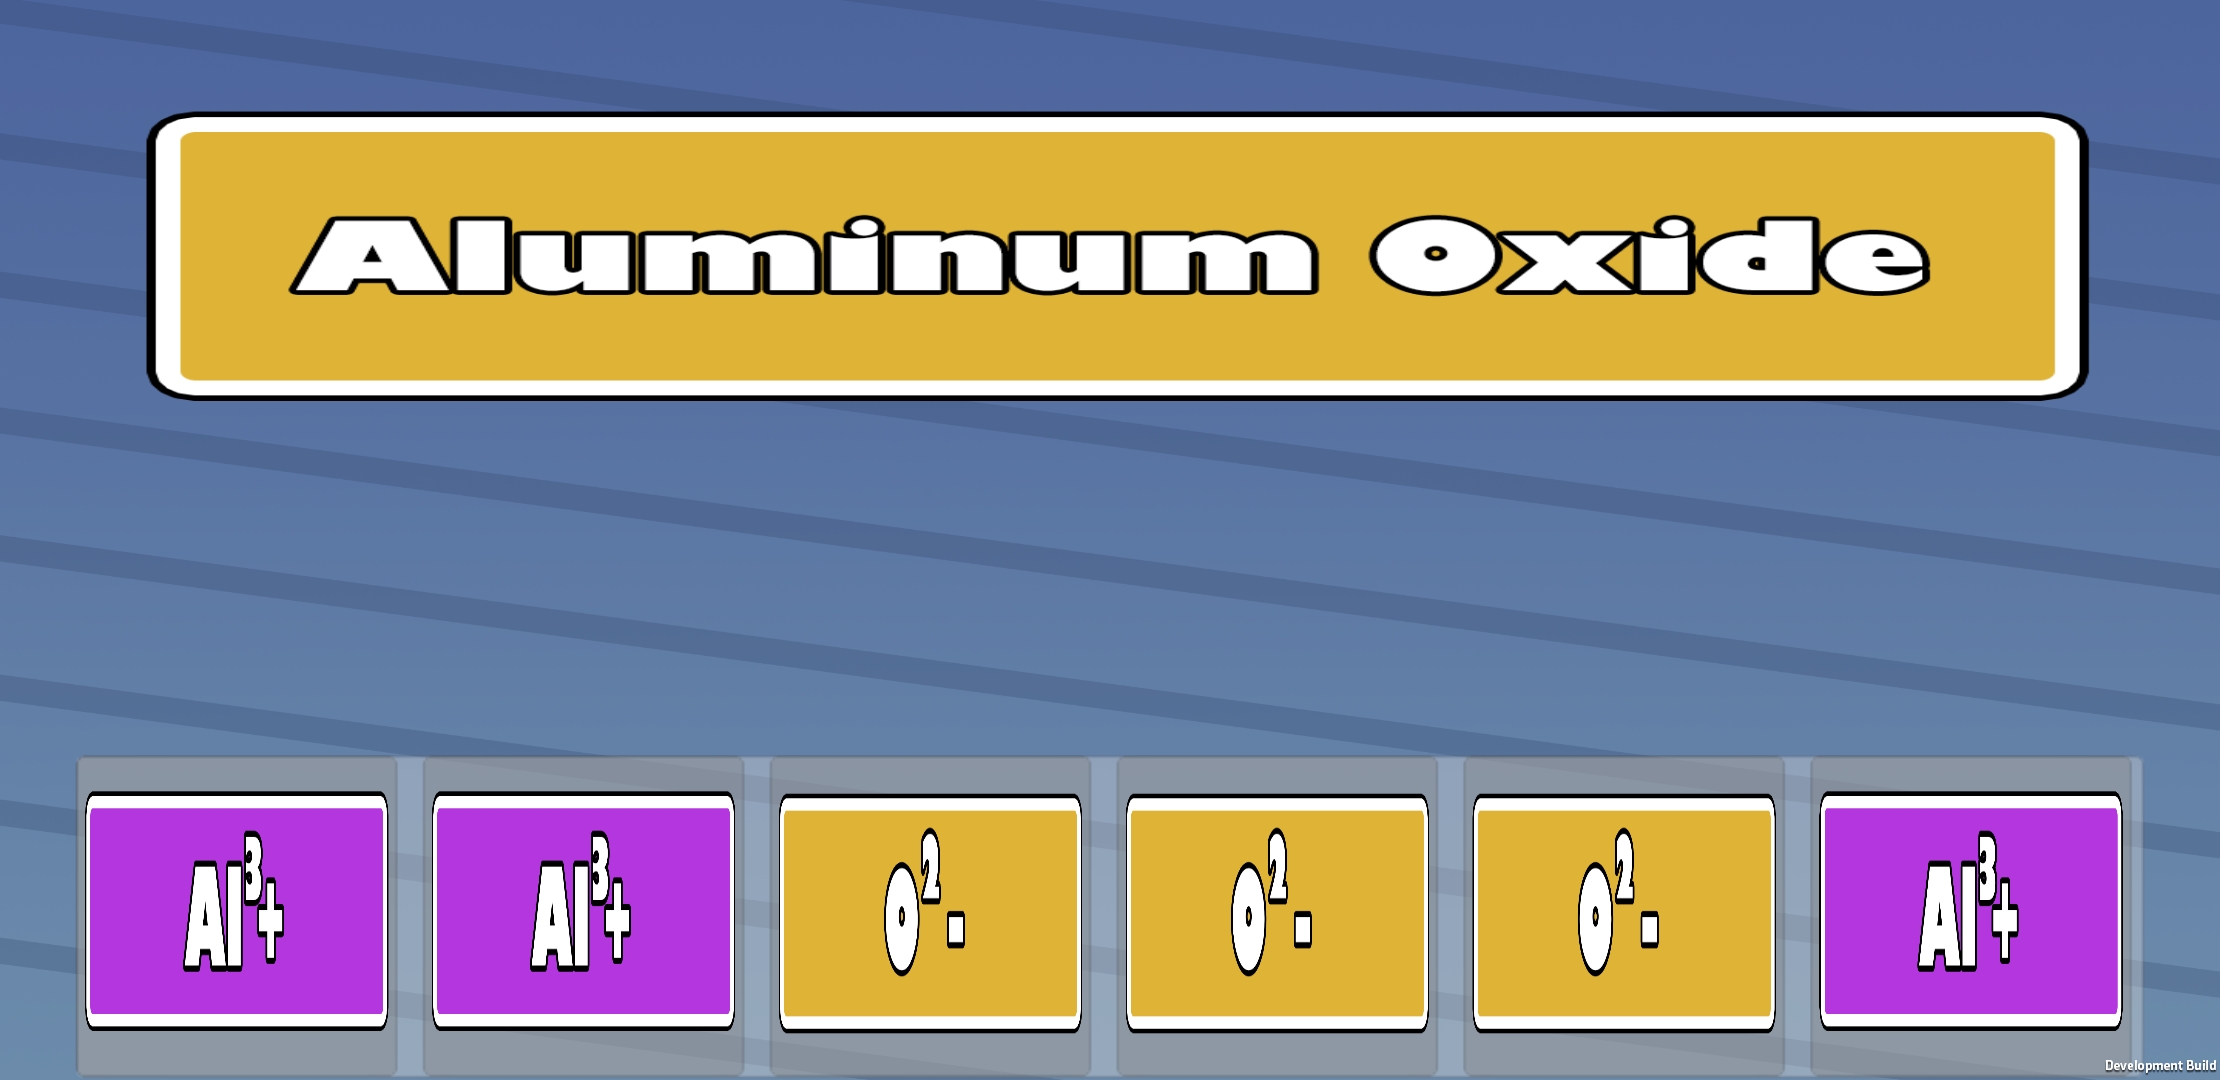 Aluminum Oxide
Al³+
Al³+
O²-
O²-
O²-
Al³+
Development Build